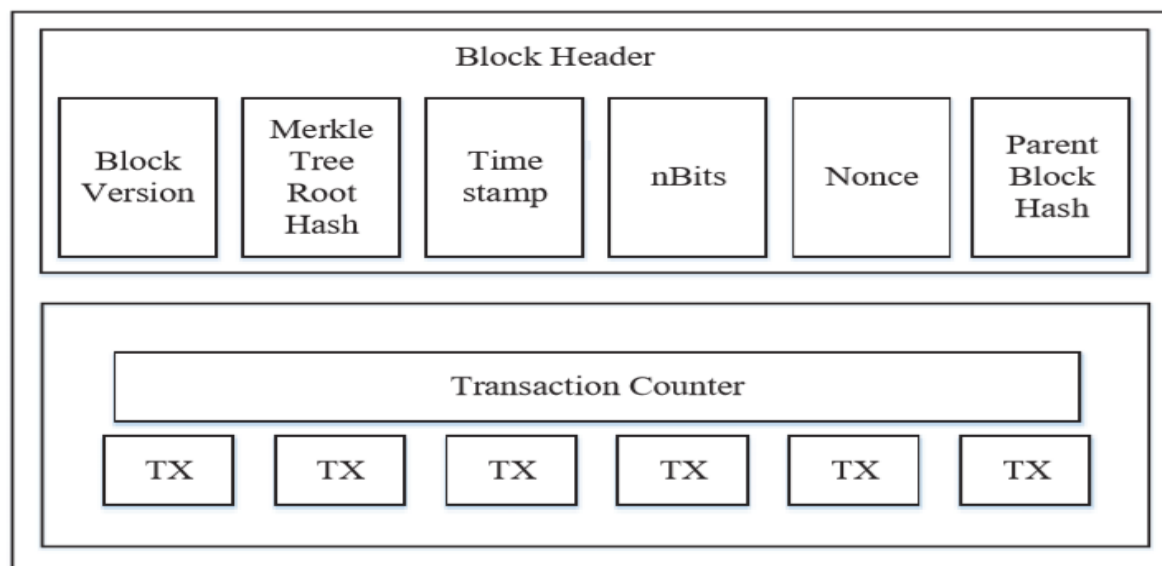 Block Header
Block
Version
Merkle
Tree
Root
Hash
Time
stamp
nBits
Nonce
Parent
Block
Hash
Transaction Counter
TX
TX
TX
TX
TX
TX